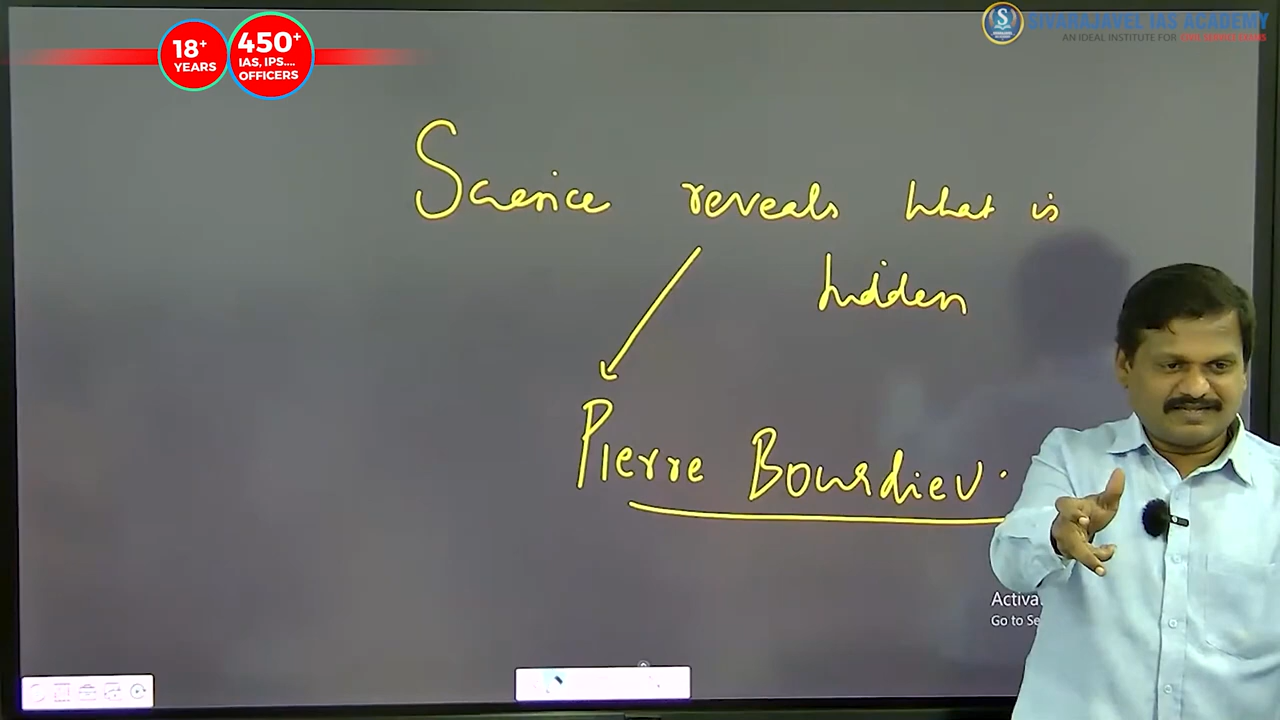 18+
YEARS
450+
IAS, IPS....
OFFICERS
SIVARAJAVEL IAS ACADEMY
AN IDEAL INSTITUTE FOR
Science reveals what is
hidden
Pierre Bourdieu.
Activa
Go to Se